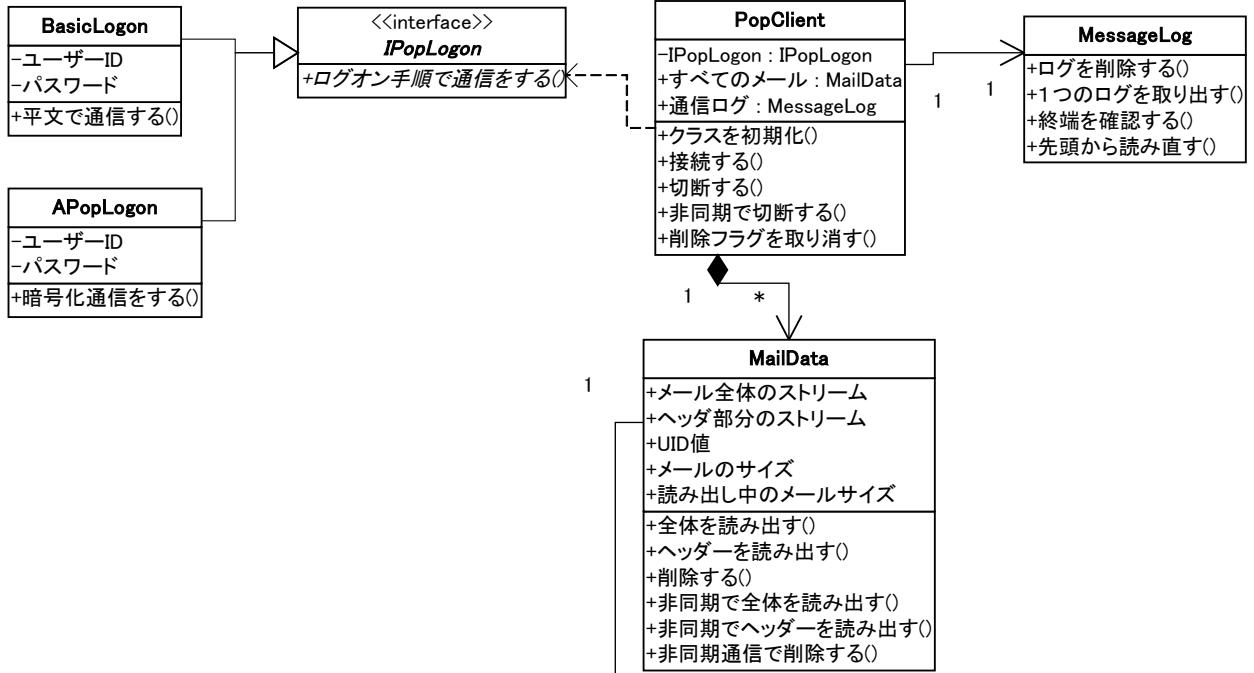 BasicLogon
-ユーザーID
-パスワード
+平文で通信する()
<<interface>>
IPopLogon
+ログオン手順で通信をする()
PopClient
-IPopLogon : IPopLogon
+すべてのメール : MailData
+通信ログ : MessageLog
+クラスを初期化()
+接続する()
+切断する()
+非同期で切断する()
+削除フラグを取り消す()
1
1
MessageLog
+ログを削除する()
+1つのログを取り出す()
+終端を確認する()
+先頭から読み直す()
APopLogon
-ユーザーID
-パスワード
+暗号化通信をする()
1
*
1
MailData
+メール全体のストリーム
+ヘッダ部分のストリーム
+UID値
+メールのサイズ
+読み出し中のメールサイズ
+全体を読み出す()
+ヘッダーを読み出す()
+削除する()
+非同期で全体を読み出す()
+非同期でヘッダーを読み出す()
+非同期通信で削除する()